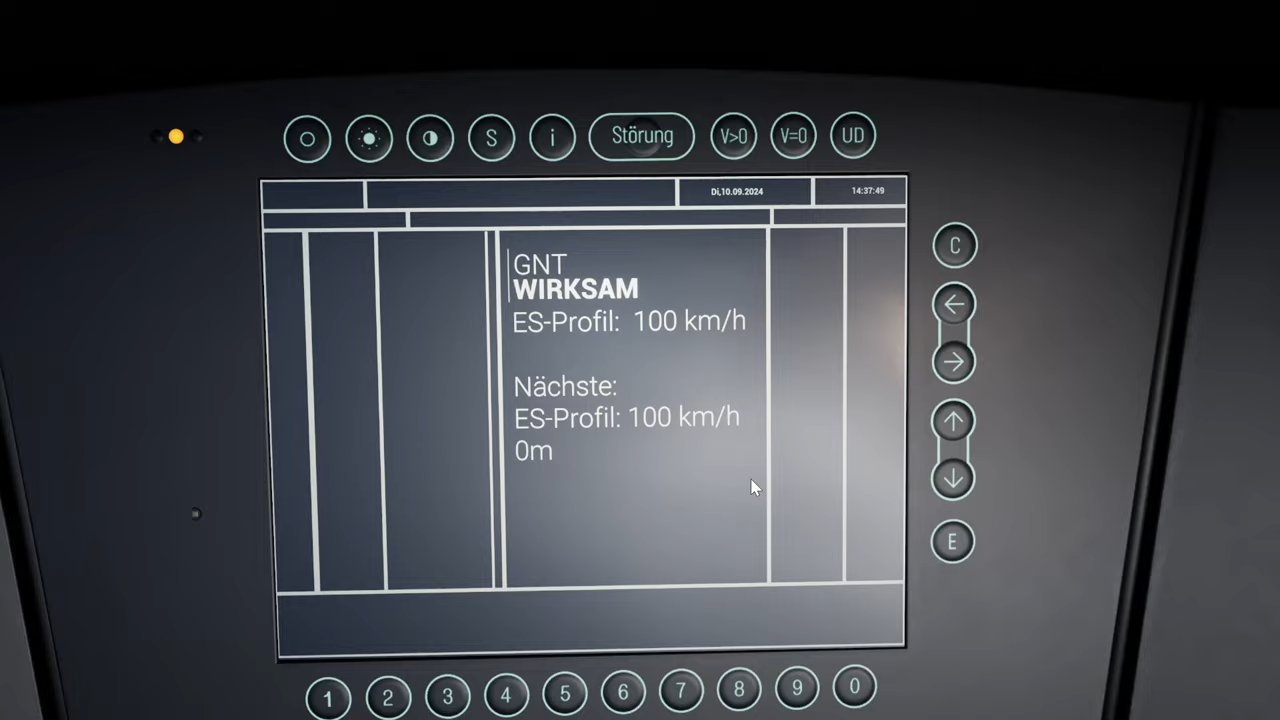 S i Störung V>0 V=0 UD
Di,10.09.2024 14:37:49
C
GNT
WIRKSAM
ES-Profil: 100 km/h
Nächste:
ES-Profil: 100 km/h
0m
E
1 2 3 4 5 6 7 8 9 0